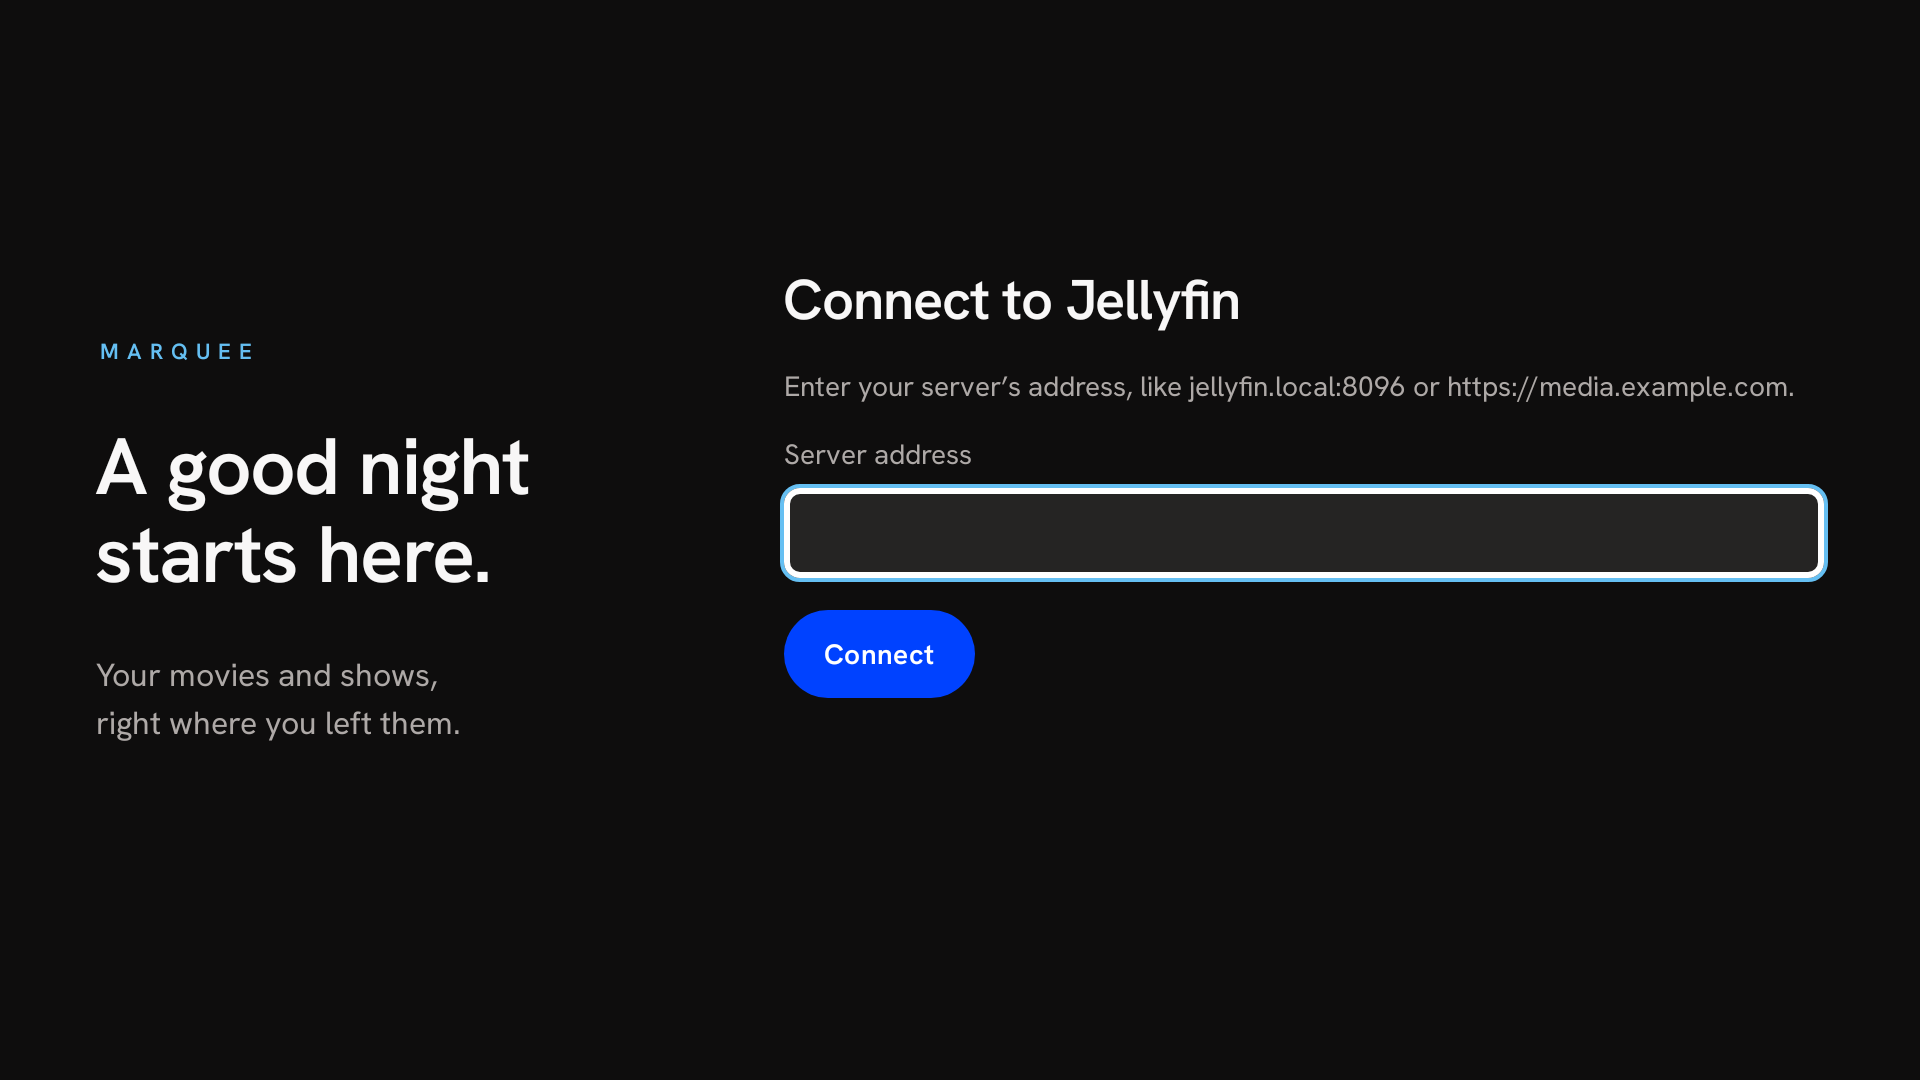 MARQUEE
A good night
starts here.
Your movies and shows,
right where you left them.
Connect to Jellyfin
Enter your server’s address, like jellyfin.local:8096 or https://media.example.com.
Server address
Connect